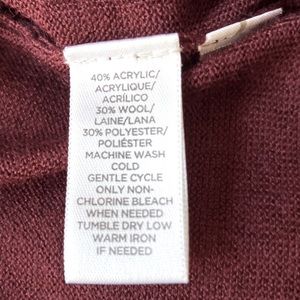 40% ACRYLIC/
ACRYLIQUE/
ACRÍLICO
30% WOOL/
LAINE/LANA
30% POLYESTER/
POLIÉSTER
MACHINE WASH
COLD
GENTLE CYCLE
ONLY NON-
CHLORINE BLEACH
WHEN NEEDED
TUMBLE DRY LOW
WARM IRON
IF NEEDED